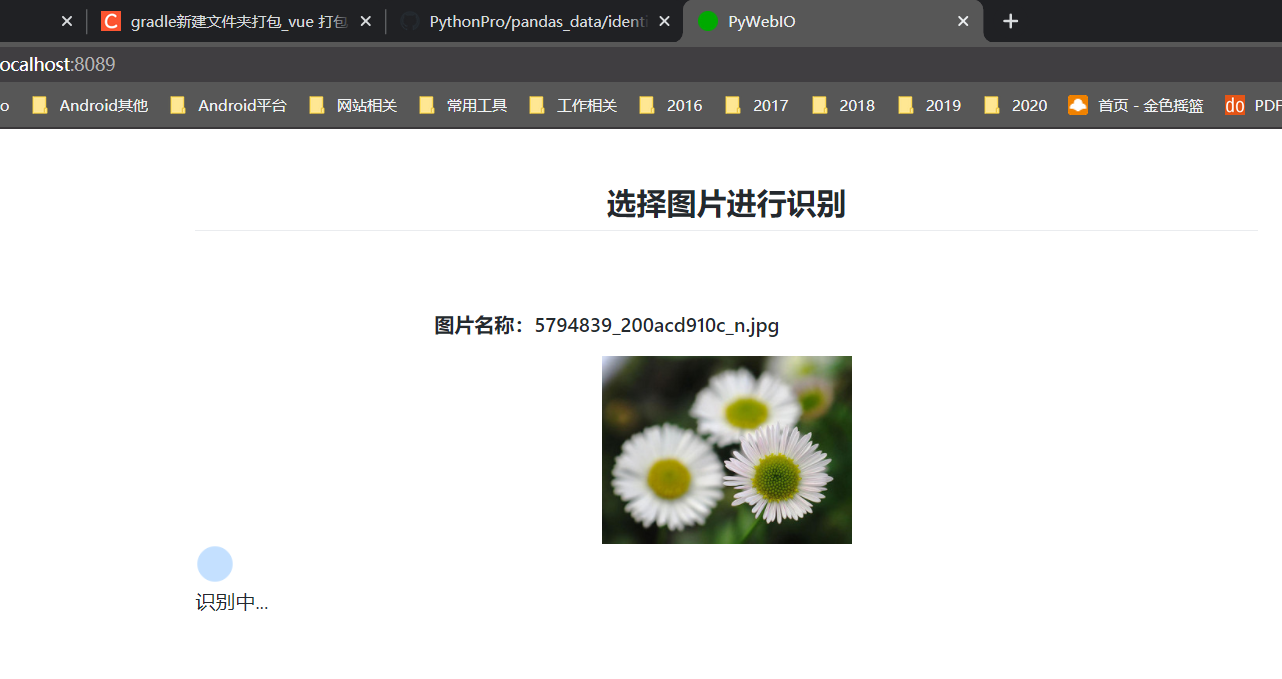 gradle新建文件夹打包_vue 打包
PythonPro/pandas_data/identi
PyWebIO
ocalhost:8089
o Android其他 Android平台 网站相关 常用工具 工作相关 2016 2017 2018 2019 2020 首页 - 金色摇篮 do PDF
选择图片进行识别
图片名称：5794839_200acd910c_n.jpg
识别中...